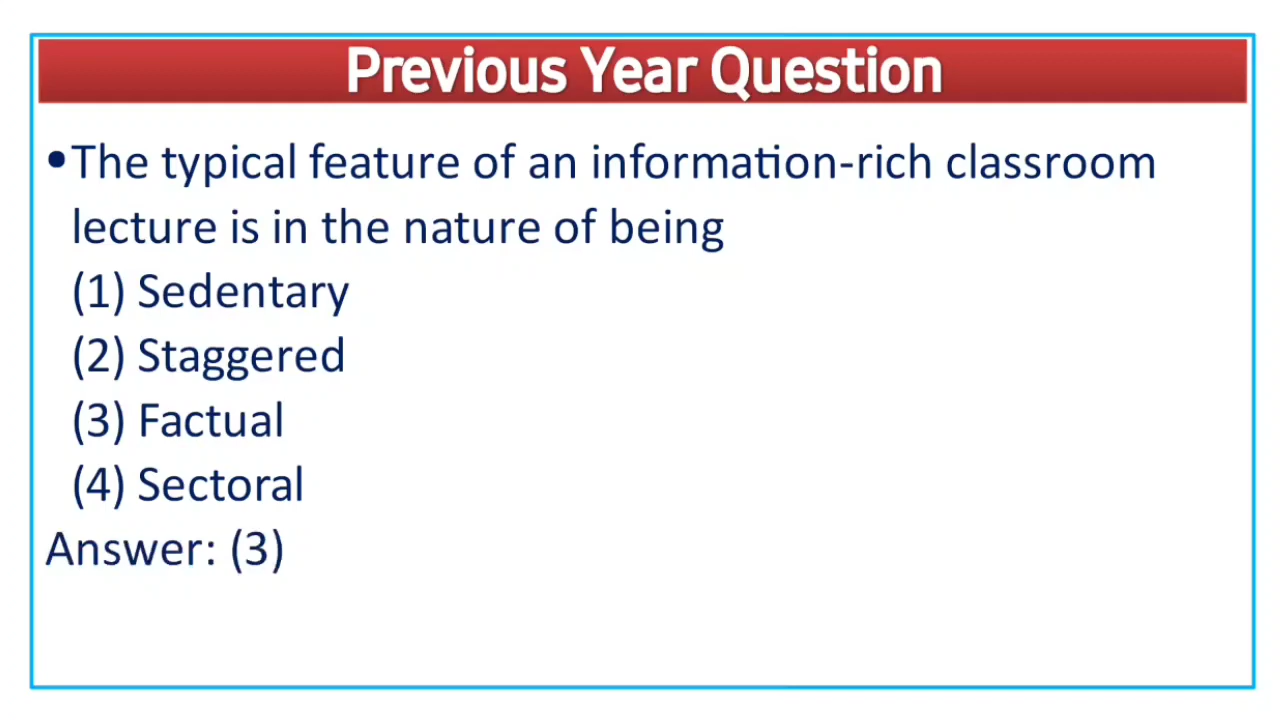 Previous Year Question
•The typical feature of an information-rich classroom
lecture is in the nature of being
(1) Sedentary
(2) Staggered
(3) Factual
(4) Sectoral
Answer: (3)